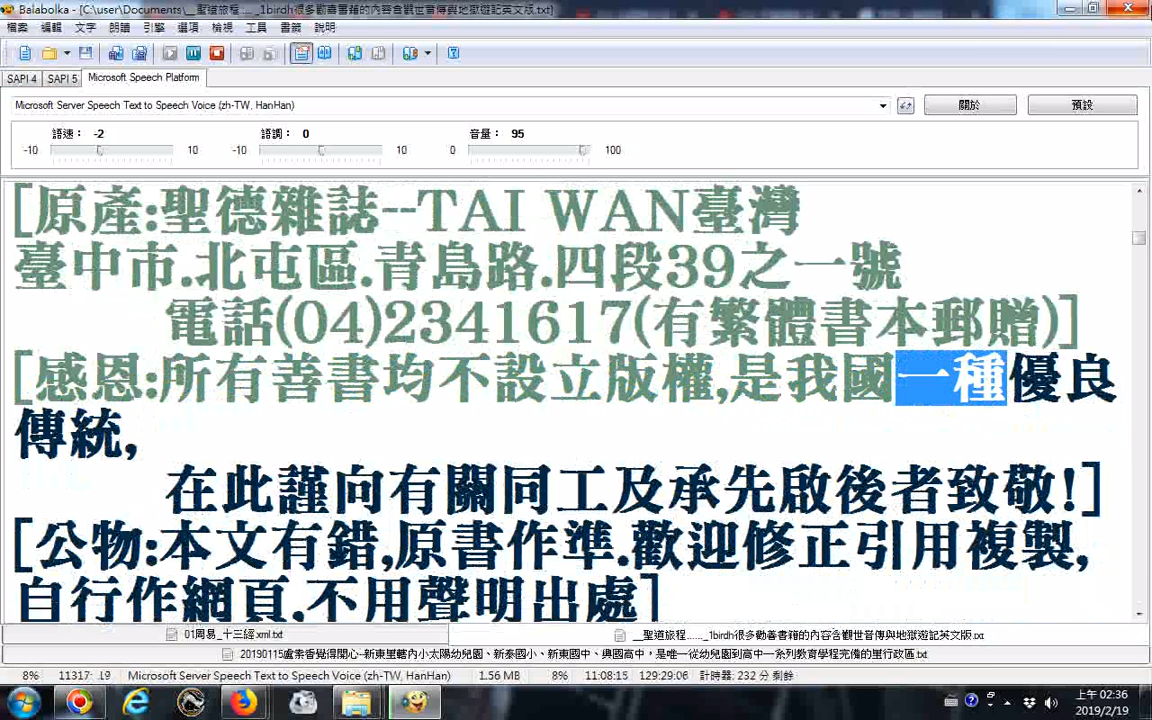 Balabolka - [C:\user\Documents\__聖道旅程......_1birdh很多勸善書籍的內容含觀世音傳與地獄遊記英文版.txt]
檔案 編輯 文字 朗讀 引擎 選項 檢視 工具 書籤 說明
SAPI 4 SAPI 5 Microsoft Speech Platform
Microsoft Server Speech Text to Speech Voice (zh-TW, HanHan) 關於 預設
語速： -2 語調： 0 音量： 95
-10 10 -10 10 0 100
[原產:聖德雜誌--TAI WAN臺灣
臺中市.北屯區.青島路.四段39之一號
電話(04)2341617(有繁體書本郵贈)]
[感恩:所有善書均不設立版權,是我國一種優良
傳統,
在此謹向有關同工及承先啟後者致敬!]
[公物:本文有錯,原書作準.歡迎修正引用複製,
自行作網頁.不用聲明出處]
01周易_十三經.xml.txt __聖道旅程......_1birdh很多勸善書籍的內容含觀世音傳與地獄遊記英文版.txt
20190115盧素香覺得開心-新東里轄內小太陽幼兒園、新泰國小、新東國中、典國高中，是唯一從幼兒園到高中一系列教育學程完備的里行政區.txt
8% 11317: 19 Microsoft Server Speech Text to Speech Voice (zh-TW, HanHan) 1.56 MB 8% 11:08:15 129:29:06 計時器: 232 分 剩餘
上午 02:36
2019/2/19